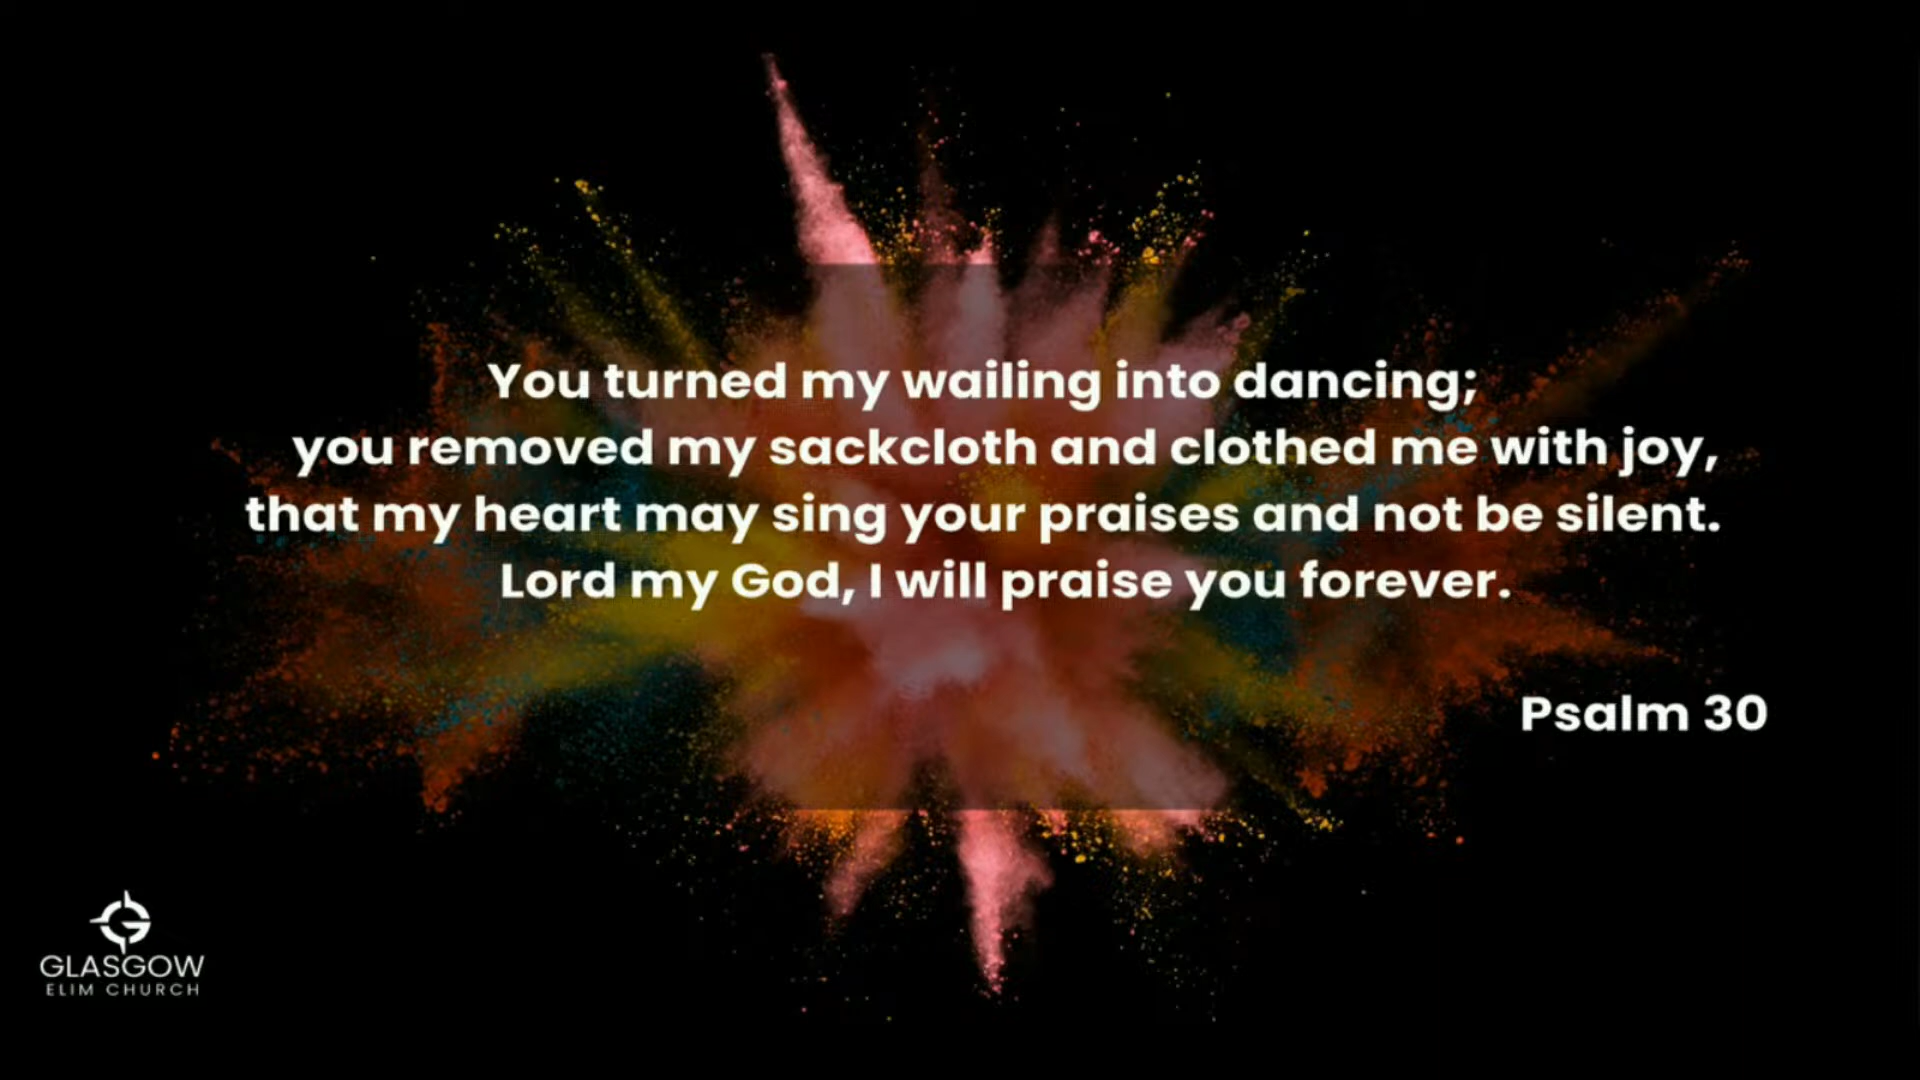 You turned my wailing into dancing;
you removed my sackcloth and clothed me with joy,
that my heart may sing your praises and not be silent.
Lord my God, I will praise you forever.
Psalm 30
GLASGOW
ELIM CHURCH